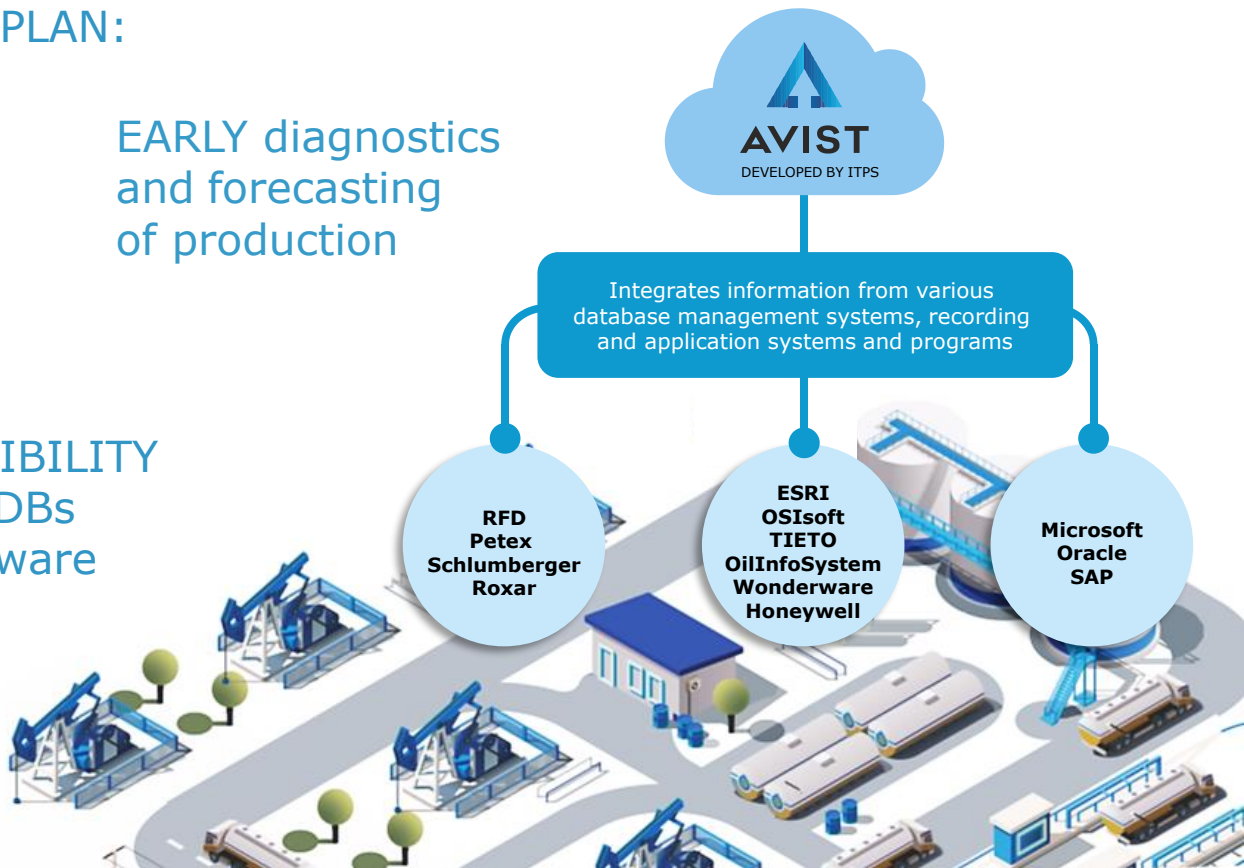 PLAN:
EARLY diagnostics
and forecasting
of production
IBILITY
DBs
ware
AVIST
DEVELOPED BY ITPS
Integrates information from various
database management systems, recording
and application systems and programs
RFD
Petex
Schlumberger
Roxar
ESRI
OSIsoft
TIETO
OilInfoSystem
Wonderware
Honeywell
Microsoft
Oracle
SAP